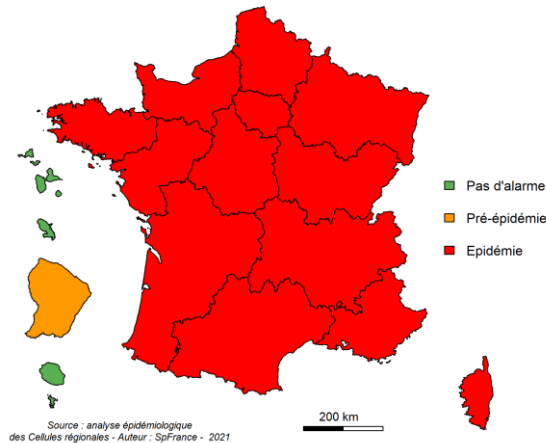 Pas d'alarme
Pré-épidémie
Epidémie
200 km
Source : analyse épidémiologique
des Cellules régionales - Auteur : SpFrance - 2021